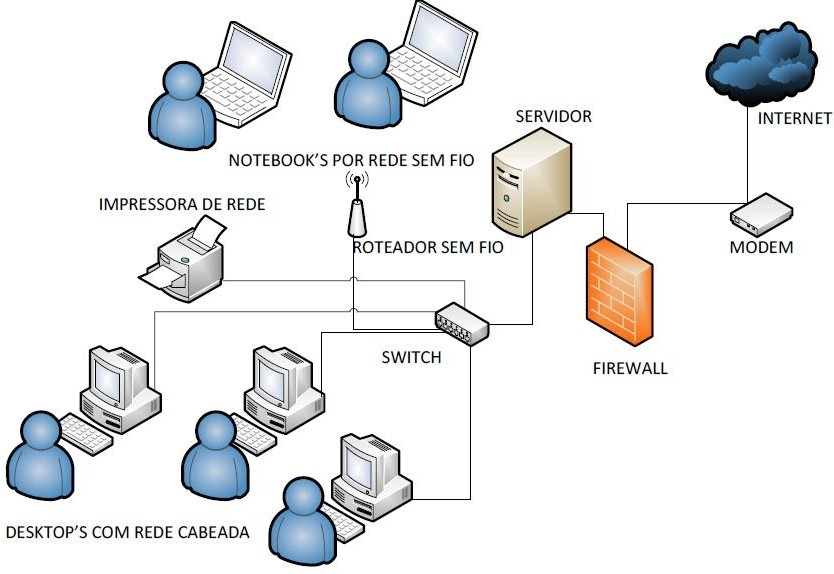 SERVIDOR
INTERNET
NOTEBOOK'S POR REDE SEM FIO
IMPRESSORA DE REDE
ROTEADOR SEM FIO
MODEM
SWITCH
FIREWALL
DESKTOP'S COM REDE CABEADA